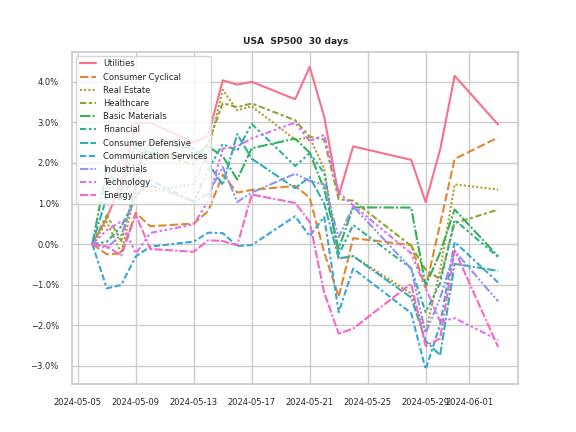 USA SP500 30 days
Utilities
Consumer Cyclical
Real Estate
Healthcare
Basic Materials
Financial
Consumer Defensive
Communication Services
Industrials
Technology
Energy
4.0%
3.0%
2.0%
1.0%
0.0%
−1.0%
−2.0%
−3.0%
2024-05-05 2024-05-09 2024-05-13 2024-05-17 2024-05-21 2024-05-25 2024-05-29 2024-06-01